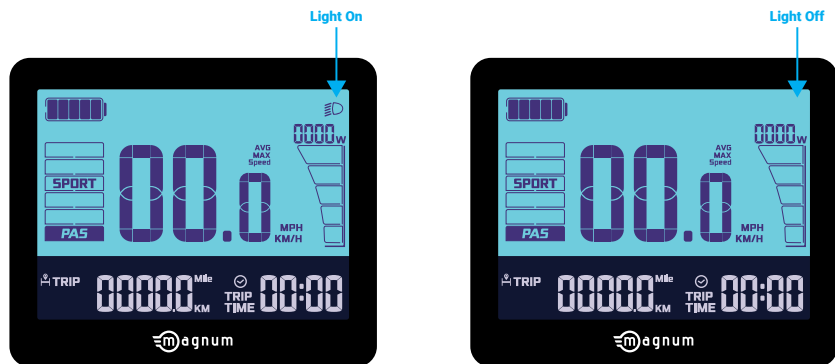 Light On
0000W
AVG
MAX
Speed
SPORT
00.0
MPH
KM/H
PAS
TRIP
0000.0
Mile
KM
TRIP
TIME
00:00
magnum
Light Off
0000W
AVG
MAX
Speed
SPORT
00.0
MPH
KM/H
PAS
TRIP
0000.0
Mile
KM
TRIP
TIME
00:00
magnum